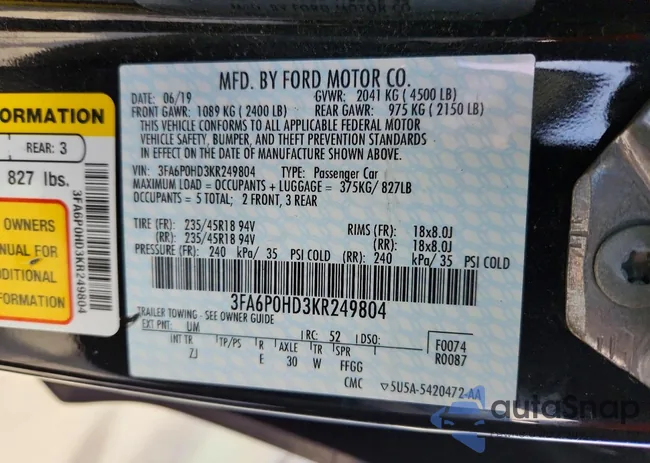 MFD. BY FORD MOTOR CO.
DATE: 06/19 GVWR: 2041 KG ( 4500 LB)
FRONT GAWR: 1089 KG ( 2400 LB) REAR GAWR: 975 KG ( 2150 LB)
THIS VEHICLE CONFORMS TO ALL APPLICABLE FEDERAL MOTOR
VEHICLE SAFETY, BUMPER, AND THEFT PREVENTION STANDARDS
IN EFFECT ON THE DATE OF MANUFACTURE SHOWN ABOVE.
VIN: 3FA6P0HD3KR249804 TYPE: Passenger Car
MAXIMUM LOAD = OCCUPANTS + LUGGAGE = 375KG/ 827LB
OCCUPANTS = 5 TOTAL; 2 FRONT, 3 REAR
TIRE (FR): 235/45R18 94V RIMS (FR): 18x8.0J
(RR): 235/45R18 94V (RR): 18x8.0J
PRESSURE (FR): 240 kPa/ 35 PSI COLD (RR): 240 kPa/ 35 PSI COLD
3FA6P0HD3KR249804
TRAILER TOWING - SEE OWNER GUIDE
EXT PNT: UM RC: 52 DSO: F0074
INT TR TP/PS R AXLE TR SPR R0087
ZJ E 30 W FFGG
CMC ▽5U5A-5420472-AA
FORMATION
REAR: 3
827 lbs.
OWNERS
NUAL FOR
DDITIONAL
FORMATION
3FA6P0HD3KR249804
autoSnap